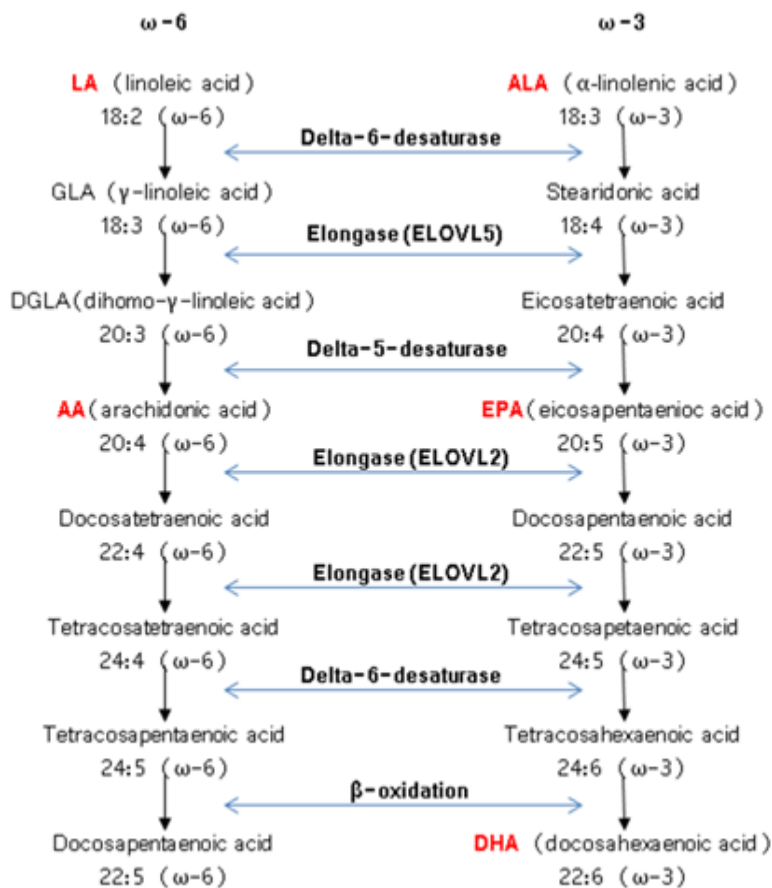 ω-6 ω-3
LA (linoleic acid) ALA (α-linolenic acid)
18:2 (ω-6) 18:3 (ω-3)
Delta-6-desaturase
GLA (γ-linoleic acid) Stearidonic acid
18:3 (ω-6) 18:4 (ω-3)
Elongase (ELOVL5)
DGLA(dihomo-γ-linoleic acid) Eicosatetraenoic acid
20:3 (ω-6) 20:4 (ω-3)
Delta-5-desaturase
AA(arachidonic acid) EPA(eicosapentaenioc acid)
20:4 (ω-6) 20:5 (ω-3)
Elongase (ELOVL2)
Docosatetraenoic acid Docosapentaenoic acid
22:4 (ω-6) 22:5 (ω-3)
Elongase (ELOVL2)
Tetracosatetraenoic acid Tetracosapetaenoic acid
24:4 (ω-6) 24:5 (ω-3)
Delta-6-desaturase
Tetracosapentaenoic acid Tetracosahexaenoic acid
24:5 (ω-6) 24:6 (ω-3)
β-oxidation
Docosapentaenoic acid DHA (docosahexaenoic acid)
22:5 (ω-6) 22:6 (ω-3)